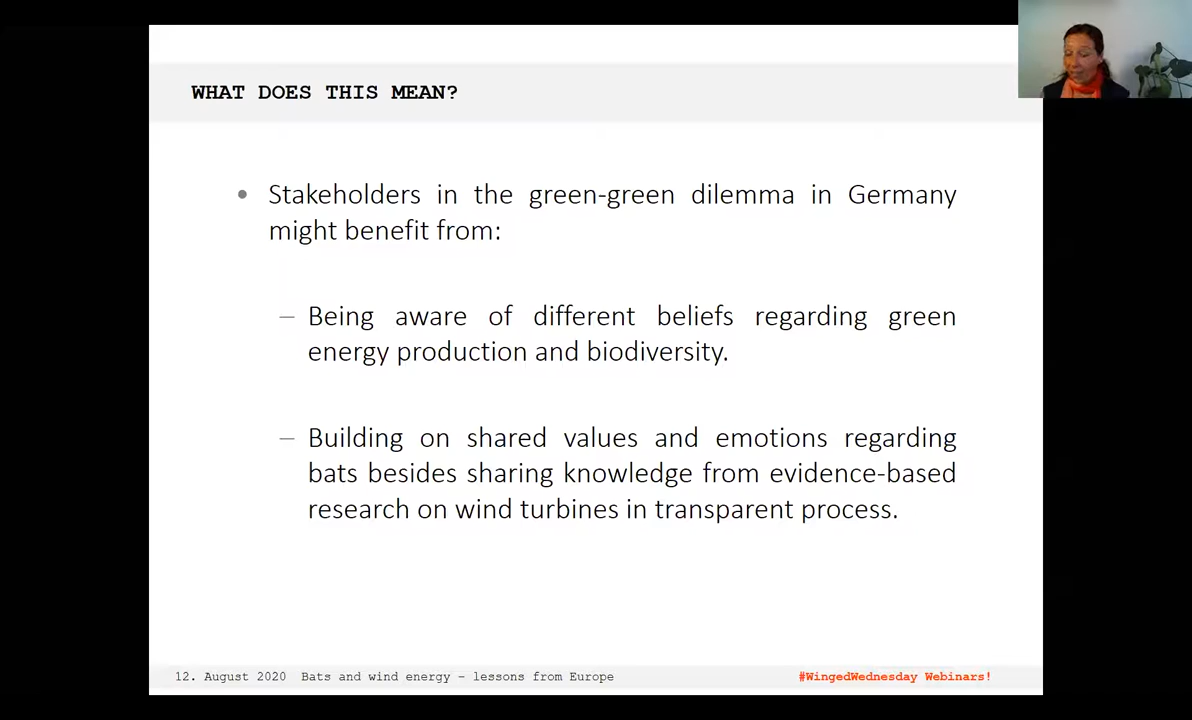 WHAT DOES THIS MEAN?
• Stakeholders in the green-green dilemma in Germany
might benefit from:
– Being aware of different beliefs regarding green
energy production and biodiversity.
– Building on shared values and emotions regarding
bats besides sharing knowledge from evidence-based
research on wind turbines in transparent process.
12. August 2020 Bats and wind energy – lessons from Europe
#WingedWednesday Webinars!